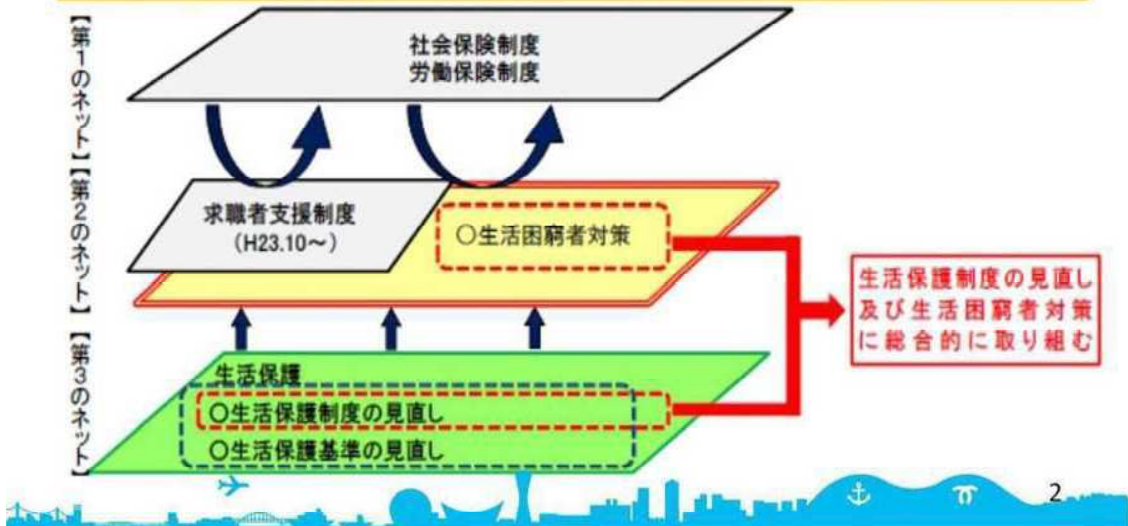 【第1のネット】
社会保険制度
労働保険制度
【第2のネット】
求職者支援制度
(H23.10～)
○生活困窮者対策
生活保護制度の見直し
及び生活困窮者対策
に総合的に取り組む
【第3のネット】
生活保護
○生活保護制度の見直し
○生活保護基準の見直し
2